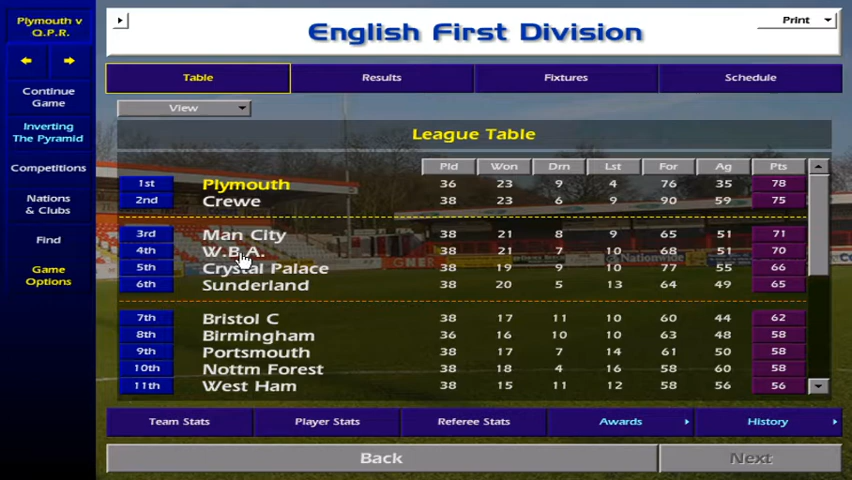 Plymouth v
Q.P.R.
Continue
Game
Inverting
The Pyramid
Competitions
Nations
& Clubs
Find
Game
Options
English First Division
Print
Table Results Fixtures Schedule
View
League Table
Pld Won Drn Lst For Ag Pts
1st Plymouth 36 23 9 4 76 35 78
2nd Crewe 38 23 6 9 90 59 75
3rd Man City 38 21 8 9 65 51 71
4th W.B.A. 38 21 7 10 68 51 70
5th Crystal Palace 38 19 9 10 77 55 66
6th Sunderland 38 20 5 13 64 49 65
7th Bristol C 38 17 11 10 60 44 62
8th Birmingham 36 16 10 10 63 48 58
9th Portsmouth 38 17 7 14 61 50 58
10th Nottm Forest 38 18 4 16 58 60 58
11th West Ham 38 15 11 12 56 56 56
GNER
Nationwide
Team Stats Player Stats Referee Stats Awards History
Back Next